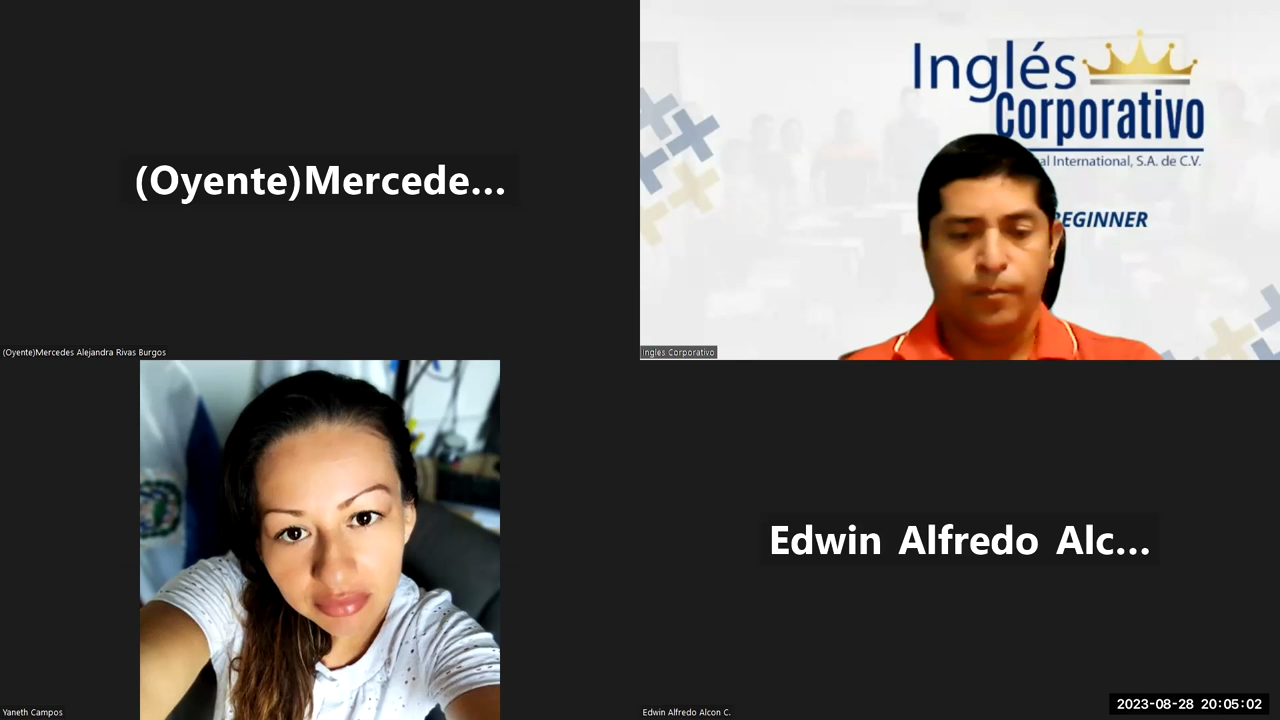 (Oyente)Mercede...
(Oyente)Mercedes Alejandra Rivas Burgos
Inglés
Corporativo
al International, S.A. de C.V.
BEGINNER
Ingles Corporativo
Yaneth Campos
Edwin Alfredo Alc...
Edwin Alfredo Alcon C.
2023-08-28 20:05:02